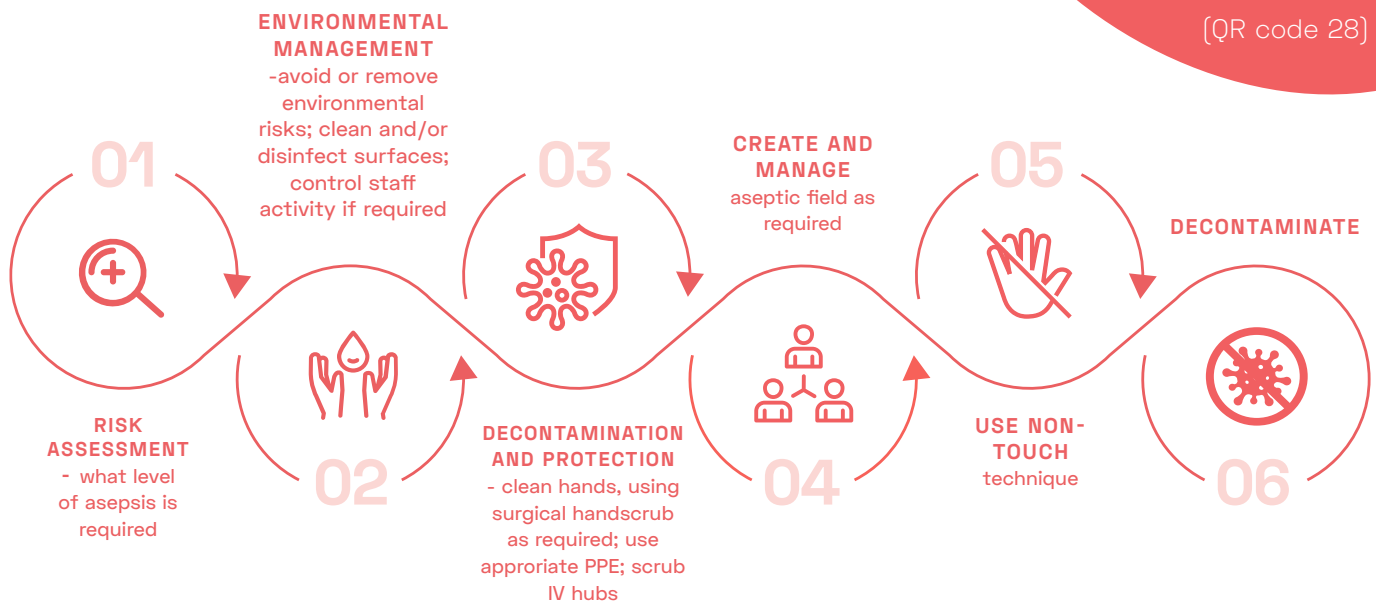 [QR code 28]
01
RISK
ASSESSMENT
- what level
of asepsis is
required
ENVIRONMENTAL
MANAGEMENT
-avoid or remove
environmental
risks; clean and/or
disinfect surfaces;
control staff
activity if required
02
03
DECONTAMINATION
AND PROTECTION
- clean hands, using
surgical handscrub
as required; use
approriate PPE; scrub
IV hubs
CREATE AND
MANAGE
aseptic field as
required
04
05
USE NON-
TOUCH
technique
DECONTAMINATE
06